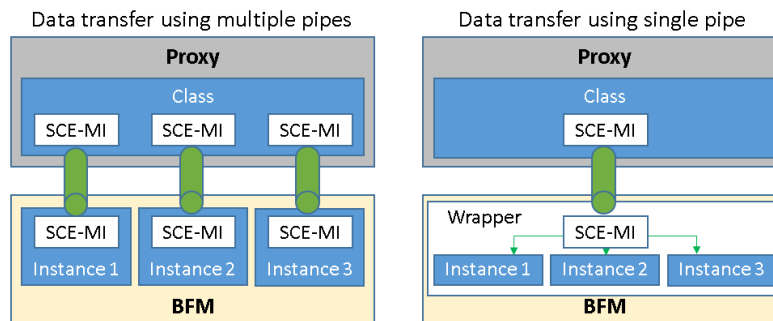 Data transfer using multiple pipes
Proxy
Class
SCE-MI SCE-MI SCE-MI
SCE-MI SCE-MI SCE-MI
Instance 1 Instance 2 Instance 3
BFM
Data transfer using single pipe
Proxy
Class
SCE-MI
Wrapper
SCE-MI
Instance 1 Instance 2 Instance 3
BFM